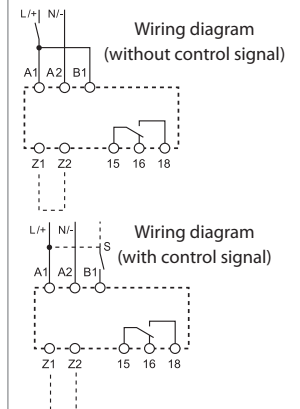 L/+ N/-
Wiring diagram
(without control signal)
A1 A2 B1
Z1 Z2 15 16 18
Wiring diagram
(with control signal)
L/+ N/-
S
A1 A2 B1
Z1 Z2 15 16 18